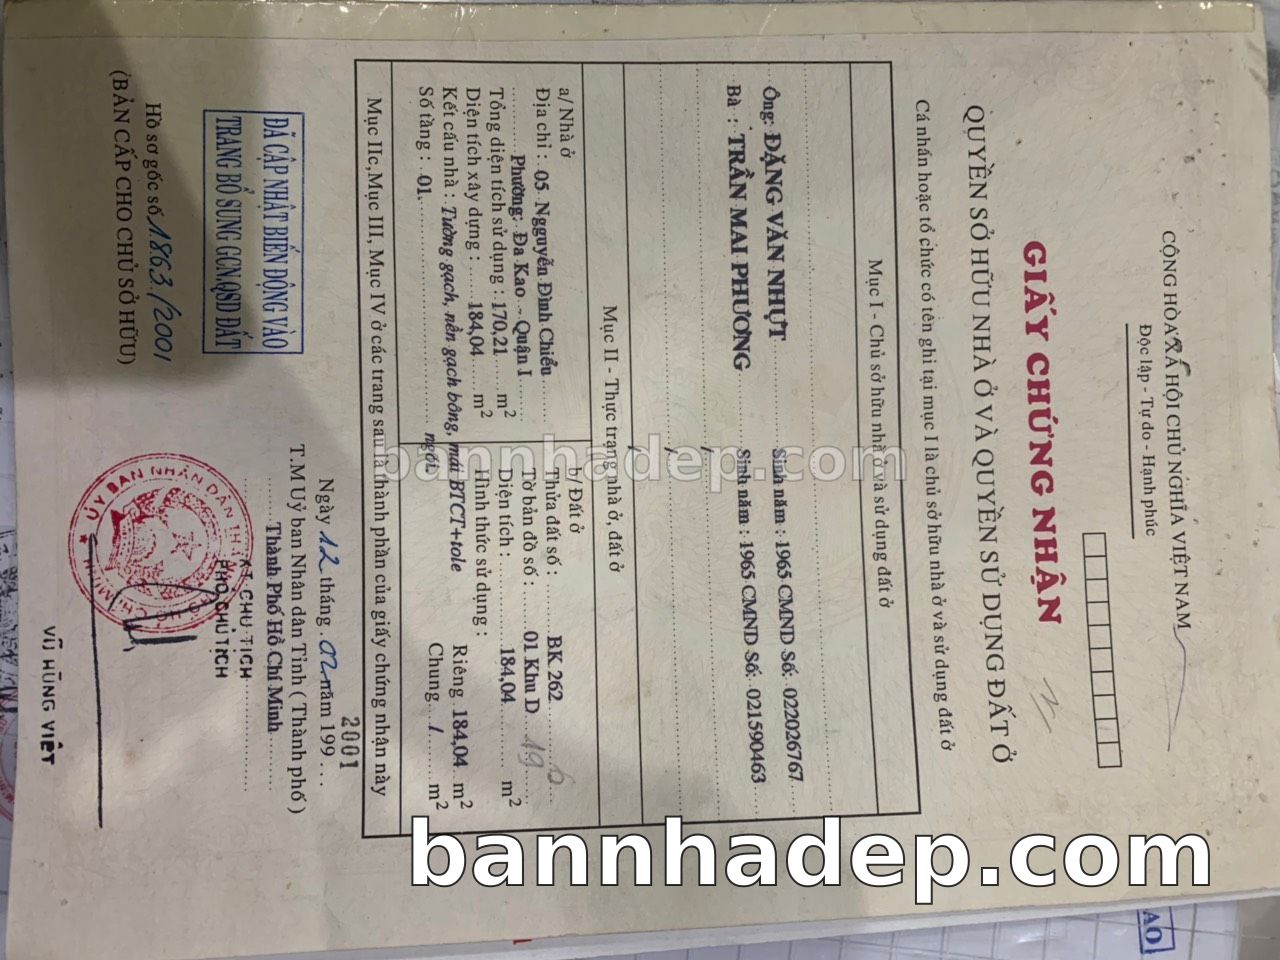 CỘNG HÒA XÃ HỘI CHỦ NGHĨA VIỆT NAM
Độc lập - Tự do - Hạnh phúc
GIẤY CHỨNG NHẬN
QUYỀN SỞ HỮU NHÀ Ở VÀ QUYỀN SỬ DỤNG ĐẤT Ở
Cá nhân hoặc tổ chức có tên ghi tại mục I là chủ sở hữu nhà ở và sử dụng đất ở
Mục I - Chủ sở hữu nhà ở và sử dụng đất ở
Ông: ĐẶNG VĂN NHỰT Sinh năm : 1965 CMND Số: 022026767
Bà : TRẦN MAI PHƯƠNG Sinh năm : 1965 CMND Số: 021590463
Mục II - Thực trạng nhà ở, đất ở
a/ Nhà ở
Địa chỉ : 05 Ngguyễn Đình Chiểu
Phường: Đa Kao - Quận I
Tổng diện tích sử dụng : 170,21 m2
Diện tích xây dựng : 184,04 m2
Kết cấu nhà : Tường gạch, nền gạch bông, mái BTCT+tole
Số tầng : 01. ngói.
b/ Đất ở
Thửa đất số : BK 262
Tờ bản đồ số : 01 Khu D
196
Diện tích : 184,04 m2
Hình thức sử dụng :
Riêng 184,04 m2
Chung / m2
Mục IIc, Mục III, Mục IV ở các trang sau là thành phần của giấy chứng nhận này
2001
Ngày 12 tháng 02 năm 199...
T.M Uỷ ban Nhân dân Tỉnh ( Thành phố )
Thành Phố Hồ Chí Minh
KT CHỦ TỊCH
PHÓ CHỦ TỊCH
ỦY BAN NHÂN DÂN
VŨ HÙNG VIỆT
ĐÃ CẬP NHẬT BIẾN ĐỘNG VÀO
TRANG BỔ SUNG GCN.QSD ĐẤT
Hồ sơ gốc số 1863/2001
(BẢN CẤP CHO CHỦ SỞ HỮU)
bannhadep.com
bannhadep.com
AO